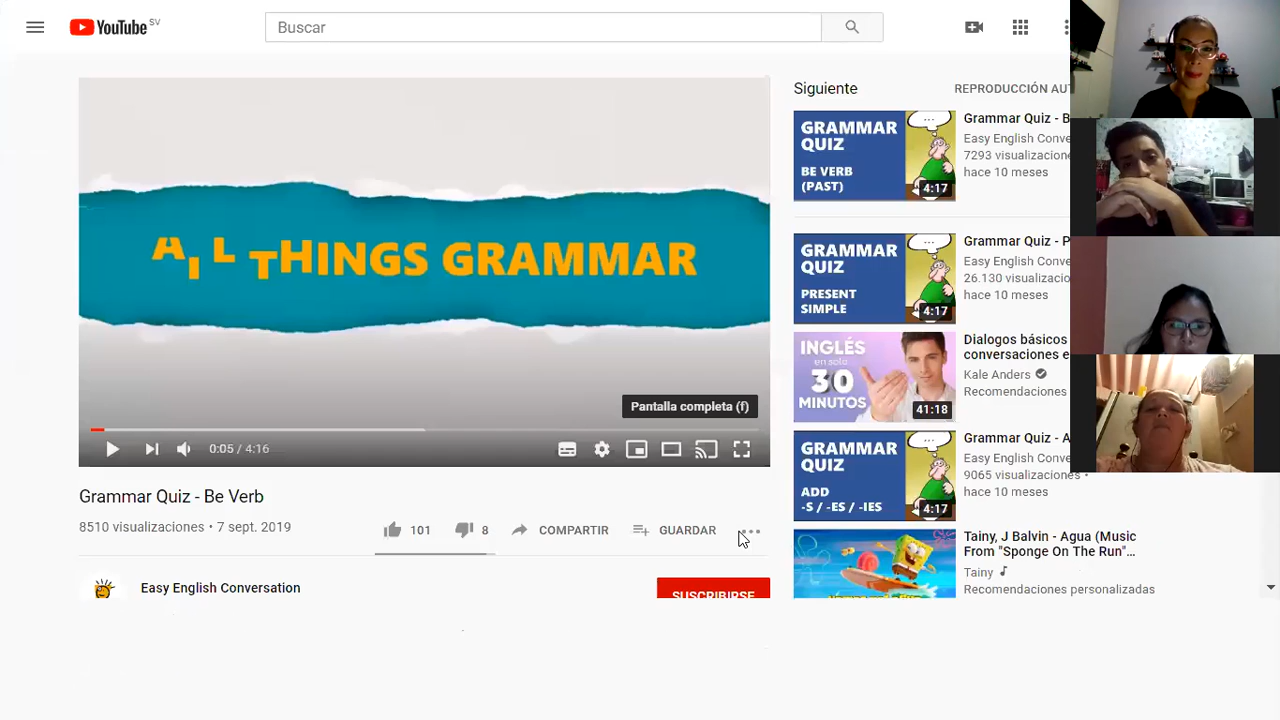 YouTube SV
Buscar
ALL THINGS GRAMMAR
Pantalla completa (f)
0:05 / 4:16
Grammar Quiz - Be Verb
8510 visualizaciones • 7 sept. 2019
101
8
COMPARTIR
GUARDAR
Easy English Conversation
SUSCRIBIRSE
Siguiente
REPRODUCCIÓN AUT
GRAMMAR
QUIZ
BE VERB
(PAST)
...
4:17
Grammar Quiz - B
Easy English Conve
7293 visualizacione
hace 10 meses
GRAMMAR
QUIZ
PRESENT
SIMPLE
...
4:17
Grammar Quiz - P
Easy English Conve
26.130 visualizacio
hace 10 meses
INGLÉS
en solo
30
MINUTOS
41:18
Dialogos básicos
conversaciones e
Kale Anders
Recomendaciones
GRAMMAR
QUIZ
ADD
-S / -ES / -IES
...
4:17
Grammar Quiz - A
Easy English Conve
9065 visualizaciones •
hace 10 meses
Tainy, J Balvin - Agua (Music
From "Sponge On The Run"...
Tainy
Recomendaciones personalizadas